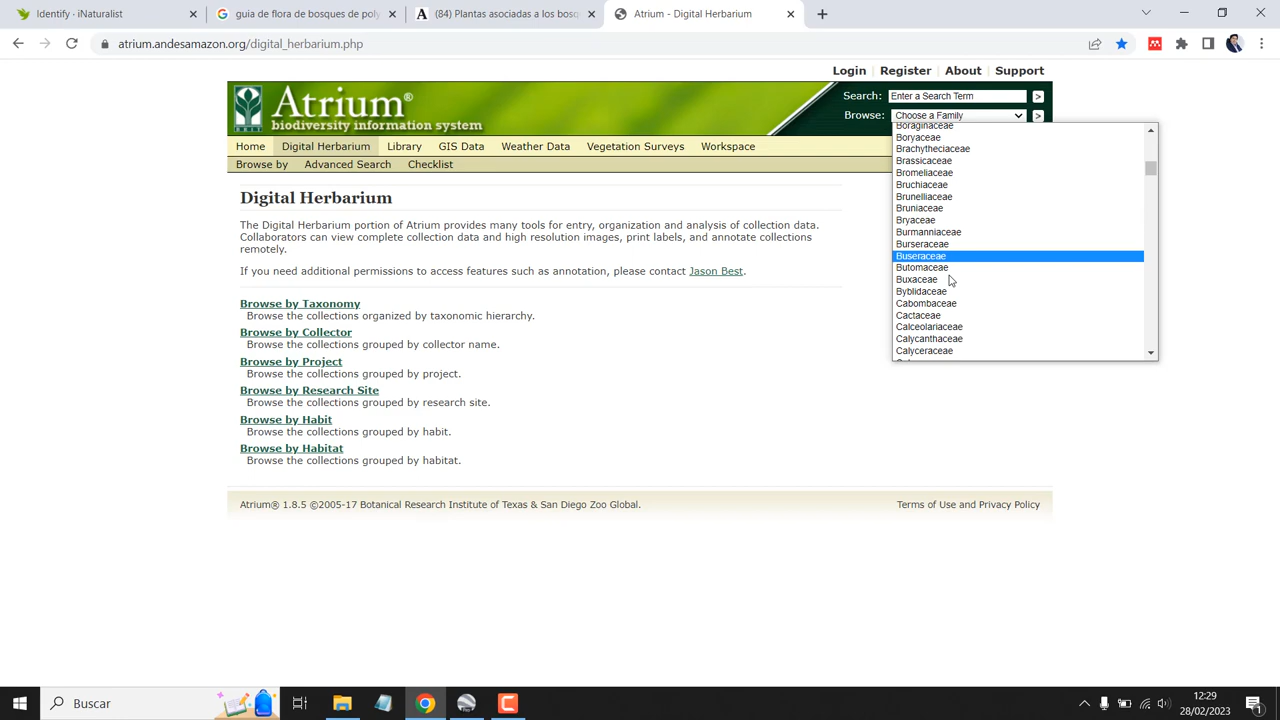 Identify · iNaturalist
guia de flora de bosques de pol
(84) Plantas asociadas a los bosq
Atrium - Digital Herbarium
atrium.andesamazon.org/digital_herbarium.php
Login Register About Support
Atrium®
biodiversity information system
Search: Enter a Search Term >
Browse: Choose a Family >
Home Digital Herbarium Library GIS Data Weather Data Vegetation Surveys Workspace
Browse by Advanced Search Checklist
Boraginaceae
Boryaceae
Brachytheciaceae
Brassicaceae
Bromeliaceae
Bruchiaceae
Brunelliaceae
Bruniaceae
Bryaceae
Burmanniaceae
Burseraceae
Buseraceae
Butomaceae
Buxaceae
Byblidaceae
Cabombaceae
Cactaceae
Calceolariaceae
Calycanthaceae
Calyceraceae
Digital Herbarium
The Digital Herbarium portion of Atrium provides many tools for entry, organization and analysis of collection data.
Collaborators can view complete collection data and high resolution images, print labels, and annotate collections
remotely.
If you need additional permissions to access features such as annotation, please contact Jason Best.
Browse by Taxonomy
Browse the collections organized by taxonomic hierarchy.
Browse by Collector
Browse the collections grouped by collector name.
Browse by Project
Browse the collections grouped by project.
Browse by Research Site
Browse the collections grouped by research site.
Browse by Habit
Browse the collections grouped by habit.
Browse by Habitat
Browse the collections grouped by habitat.
Atrium® 1.8.5 ©2005-17 Botanical Research Institute of Texas & San Diego Zoo Global. Terms of Use and Privacy Policy
Buscar
12:29
28/02/2023